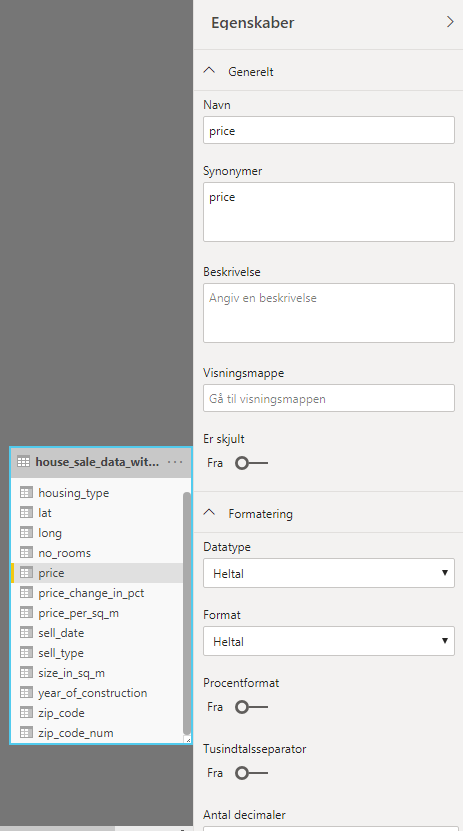 Egenskaber
Generelt
Navn
price
Synonymer
price
Beskrivelse
Angiv en beskrivelse
Visningsmappe
Gå til visningsmappen
Er skjult
Fra
Formatering
Datatype
Heltal
Format
Heltal
Procentformat
Fra
Tusindtalsseparator
Fra
Antal decimaler
house_sale_data_wit...
housing_type
lat
long
no_rooms
price
price_change_in_pct
price_per_sq_m
sell_date
sell_type
size_in_sq_m
year_of_construction
zip_code
zip_code_num